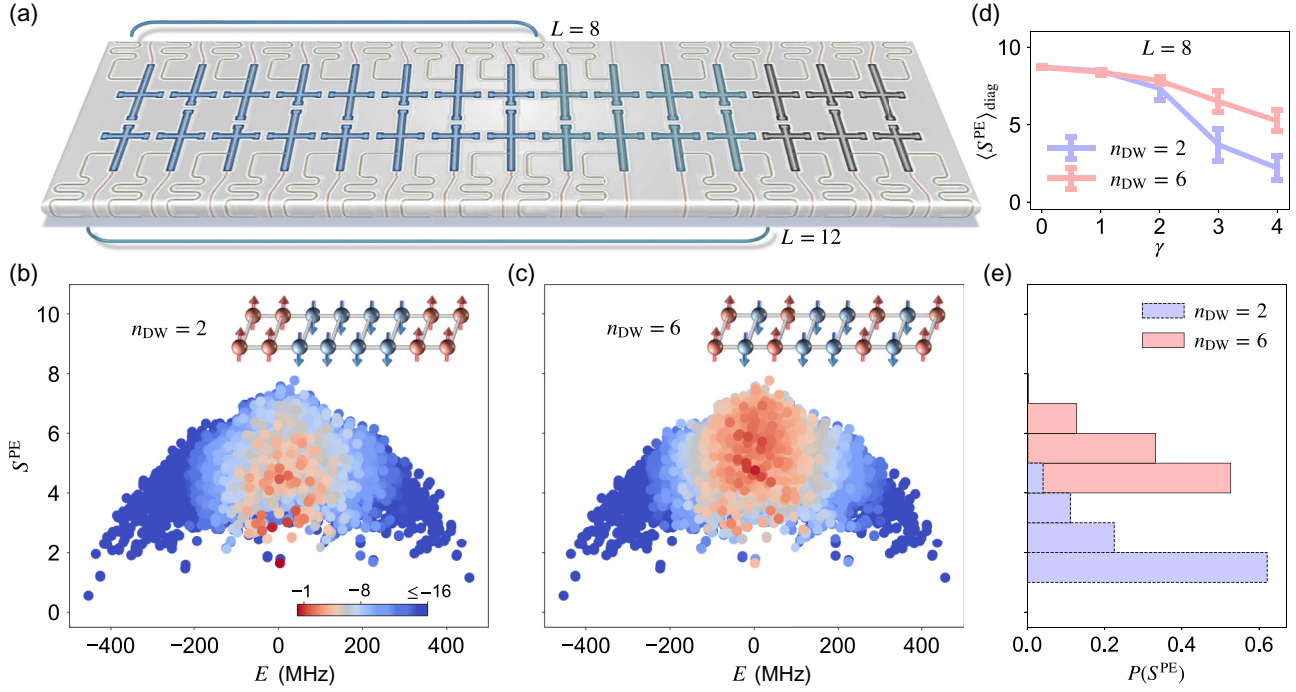 (a)
L = 8
L = 12
(d)
L = 8
10
5
0
⟨S^PE⟩_diag
n_DW = 2
n_DW = 6
0 1 2 3 4
γ
(b)
n_DW = 2
10
8
6
4
2
0
S^PE
−1 −8 ≤−16
−400 −200 0 200 400
E (MHz)
(c)
n_DW = 6
−400 −200 0 200 400
E (MHz)
(e)
n_DW = 2
n_DW = 6
0.0 0.2 0.4 0.6
P(S^PE)